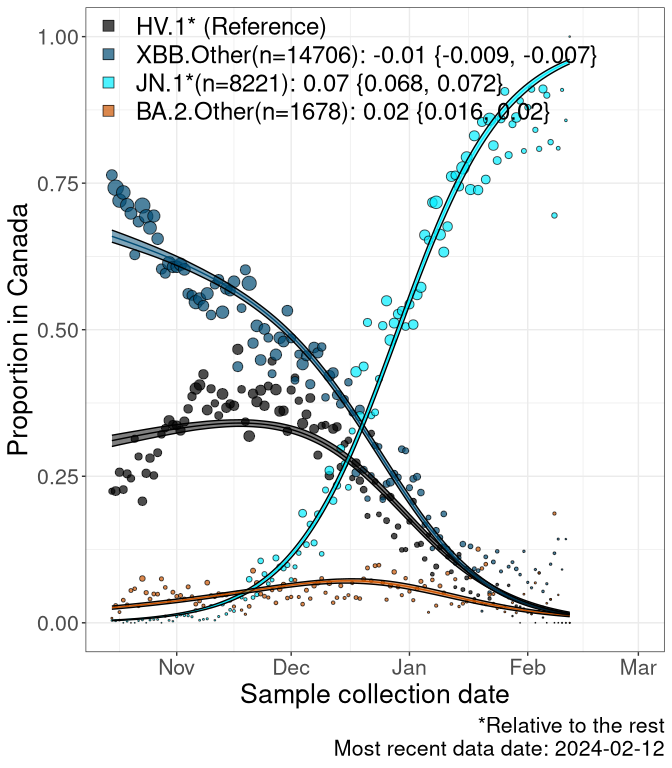 HV.1* (Reference)
XBB.Other(n=14706): -0.01 {-0.009, -0.007}
JN.1*(n=8221): 0.07 {0.068, 0.072}
BA.2.Other(n=1678): 0.02 {0.016, 0.02}
Proportion in Canada
1.00
0.75
0.50
0.25
0.00
Nov Dec Jan Feb Mar
Sample collection date
*Relative to the rest
Most recent data date: 2024-02-12